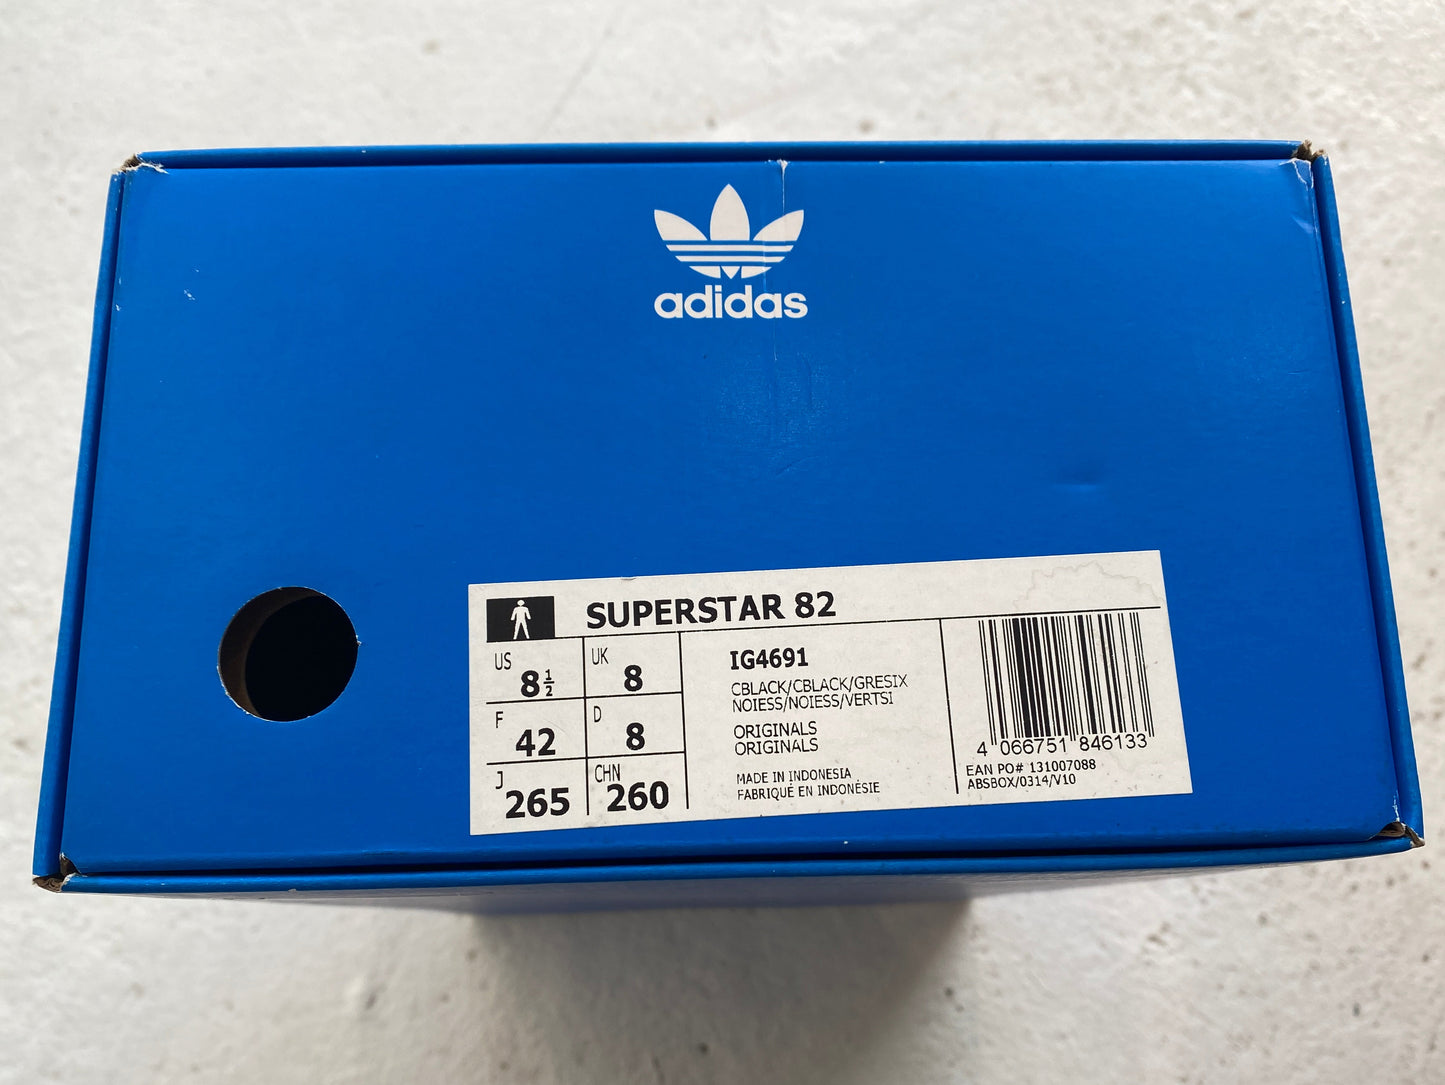 adidas
SUPERSTAR 82
US 8½
UK 8
F 42
D 8
J 265
CHN 260
IG4691
CBLACK/CBLACK/GRESIX
NOIESS/NOIESS/VERTSI
ORIGINALS
ORIGINALS
MADE IN INDONESIA
FABRIQUÉ EN INDONÉSIE
4 066751 846133
EAN PO# 131007088
ABSBOX/0314/V10